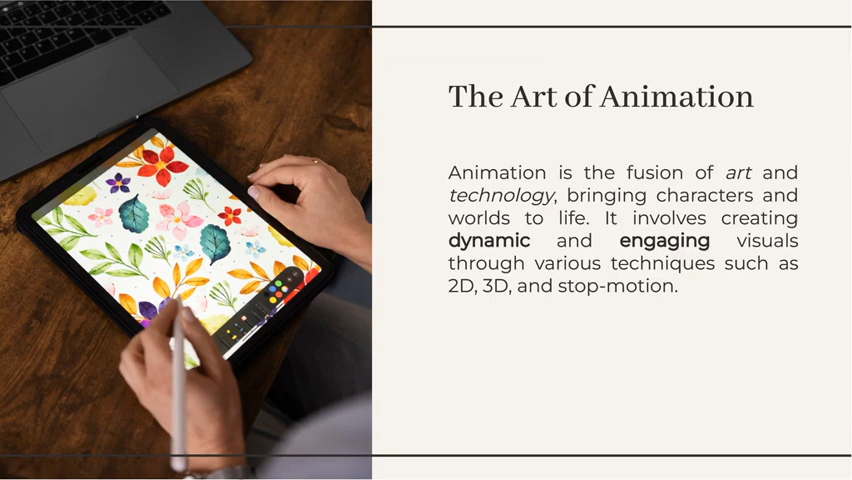 The Art of Animation
Animation is the fusion of art and
technology, bringing characters and
worlds to life. It involves creating
dynamic and engaging visuals
through various techniques such as
2D, 3D, and stop-motion.